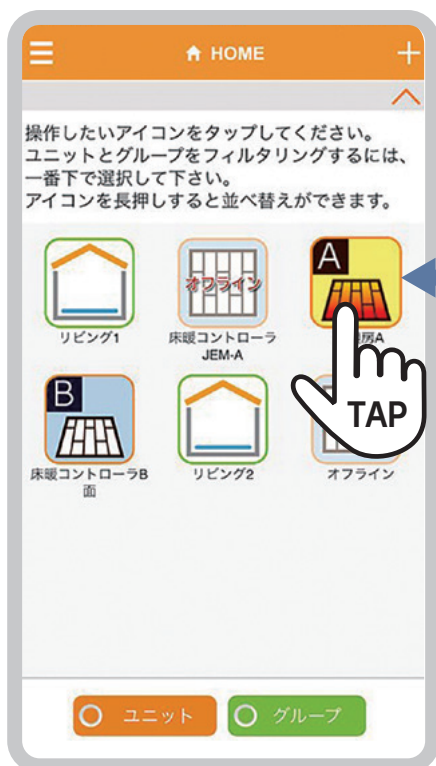 HOME
操作したいアイコンをタップしてください。
ユニットとグループをフィルタリングするには、
一番下で選択して下さい。
アイコンを長押しすると並べ替えができます。
オフライン
A
リビング1
床暖コントローラ
JEM-A
房A
TAP
B
床暖コントローラB
面
リビング2
オフライン
ユニット
グループ